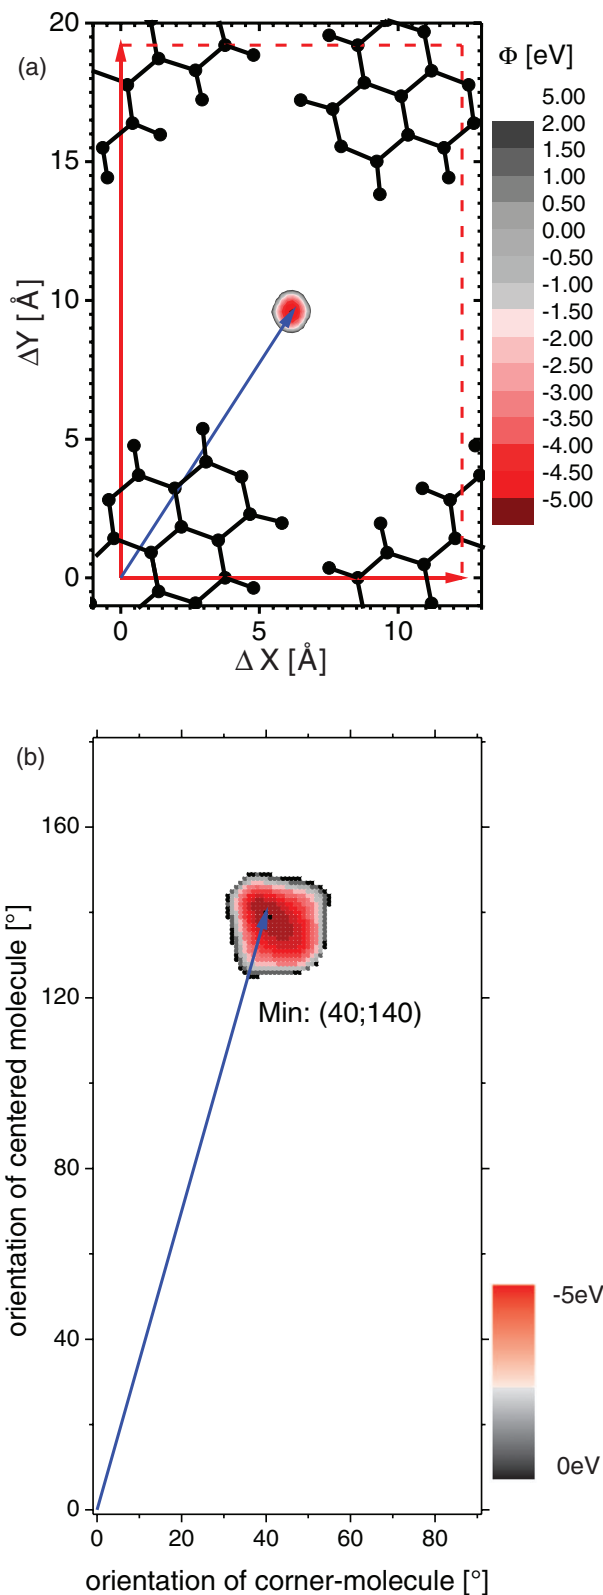 (a)
Φ [eV]
20
15
10
5
0
ΔY [Å]
0 5 10
Δ X [Å]
5.00
2.00
1.50
1.00
0.50
0.00
-0.50
-1.00
-1.50
-2.00
-2.50
-3.00
-3.50
-4.00
-4.50
-5.00
(b)
160
120
80
40
0
orientation of centered molecule [°]
Min: (40;140)
-5eV
0eV
0 20 40 60 80
orientation of corner-molecule [°]